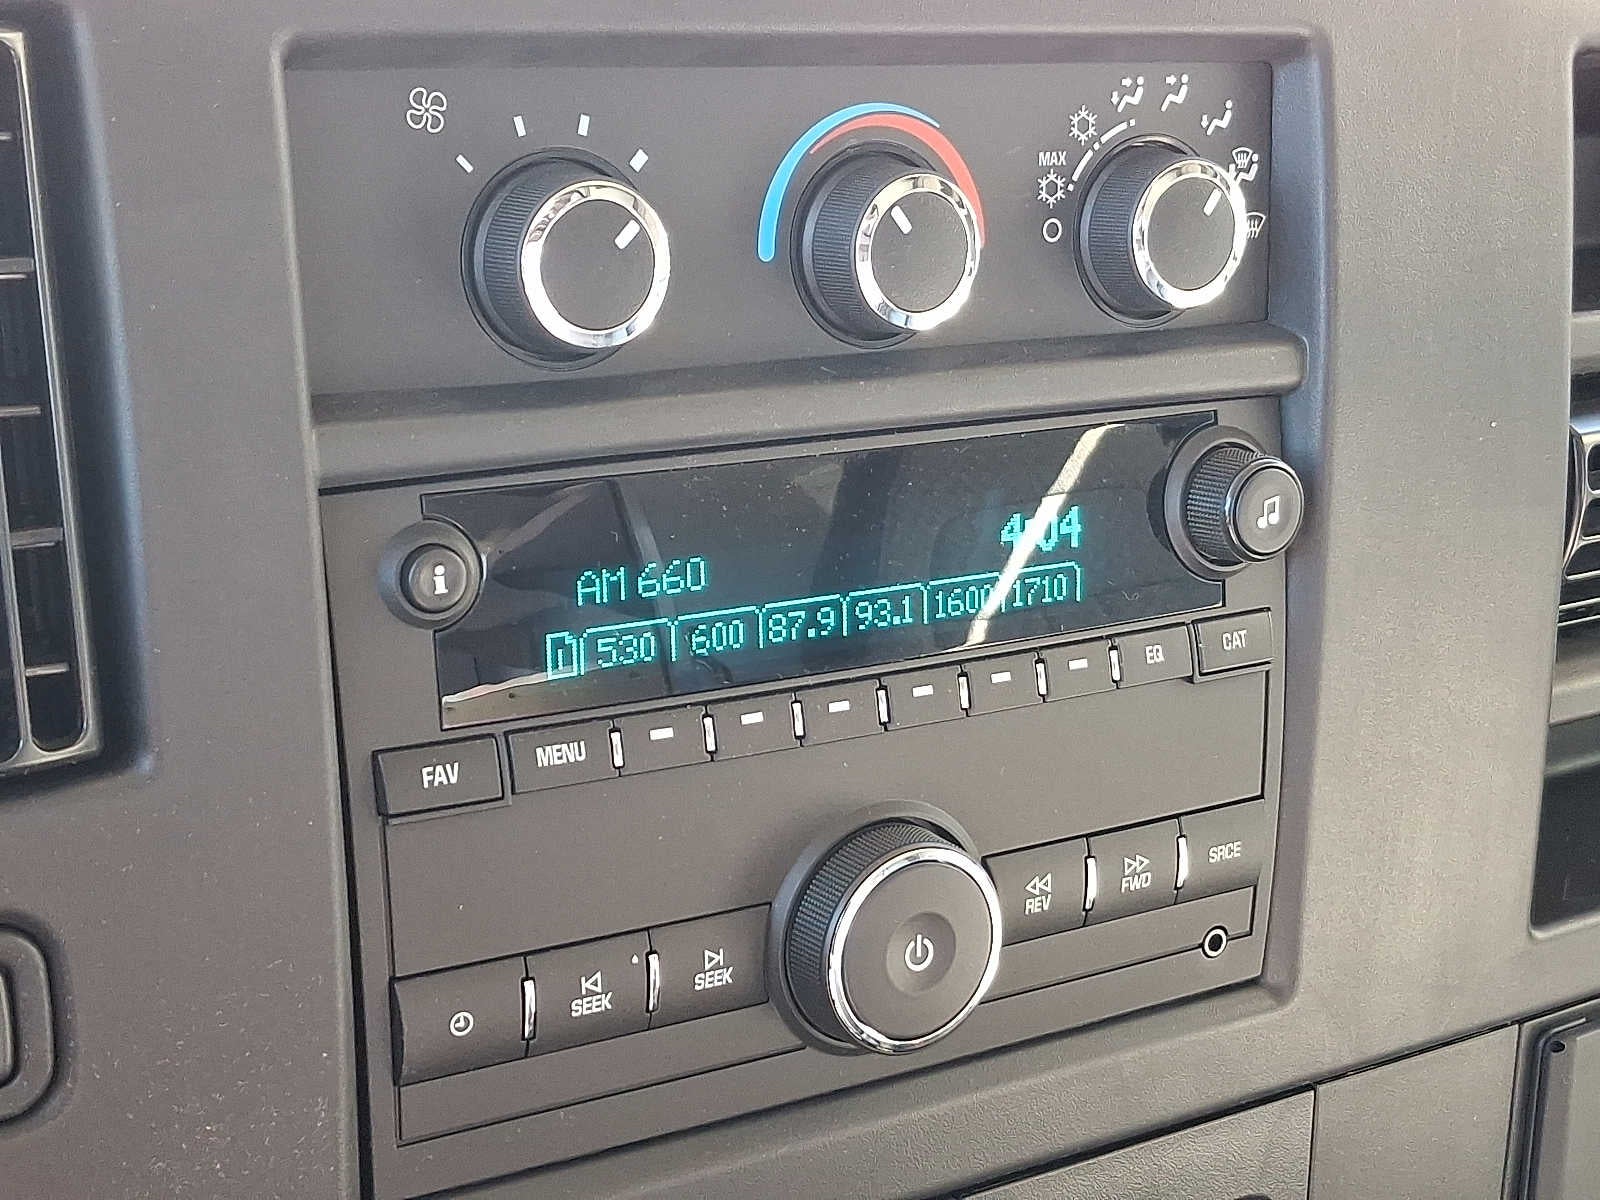 MAX
4:04
AM 660
1 530 600 87.9 93.1 1600 1710
i
FAV MENU EQ CAT
REV FWD SRCE
SEEK SEEK